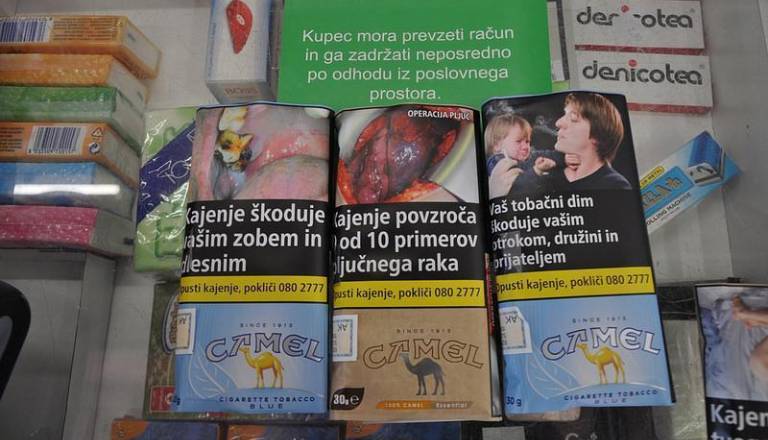 Kupec mora prevzeti račun
in ga zadržati neposredno
po odhodu iz poslovnega
prostora.
denicotea
OPERACIJA PLJUČ
Kajenje škoduje
vašim zobem in
dlesnim
Opusti kajenje, pokliči 080 2777
SINCE 1913
CAMEL
CIGARETTE TOBACCO
BLUE
Kajenje povzroča
9 od 10 primerov
pljučnega raka
Opusti kajenje, pokliči 080 2777
SINCE 1913
CAMEL
30g e
100% CAMEL Essential
Vaš tobačni dim
škoduje vašim
otrokom, družini in
prijateljem
Opusti kajenje, pokliči 080 2777
SINCE 1913
CAMEL
CIGARETTE TOBACCO
BLUE
30 g
ROLLING MACHINE
Kajen